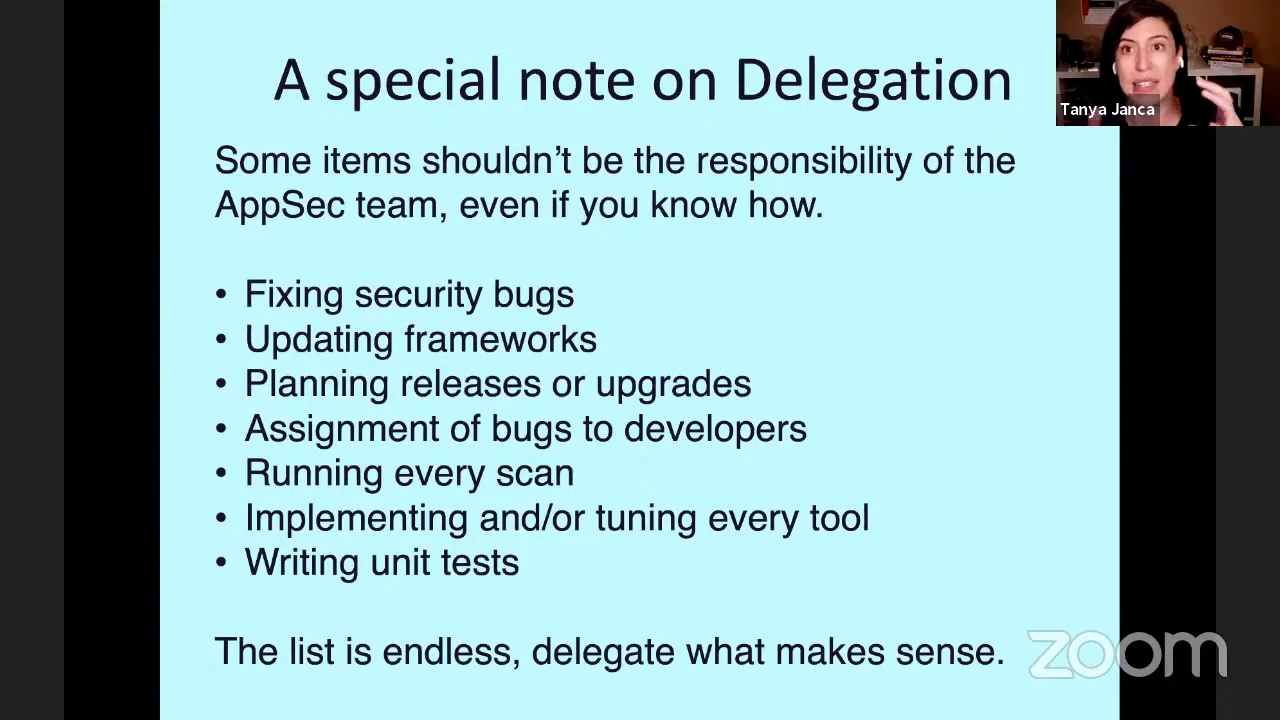 A special note on Delegation
Tanya Janca
Some items shouldn't be the responsibility of the
AppSec team, even if you know how.
• Fixing security bugs
• Updating frameworks
• Planning releases or upgrades
• Assignment of bugs to developers
• Running every scan
• Implementing and/or tuning every tool
• Writing unit tests
The list is endless, delegate what makes sense.
zoom